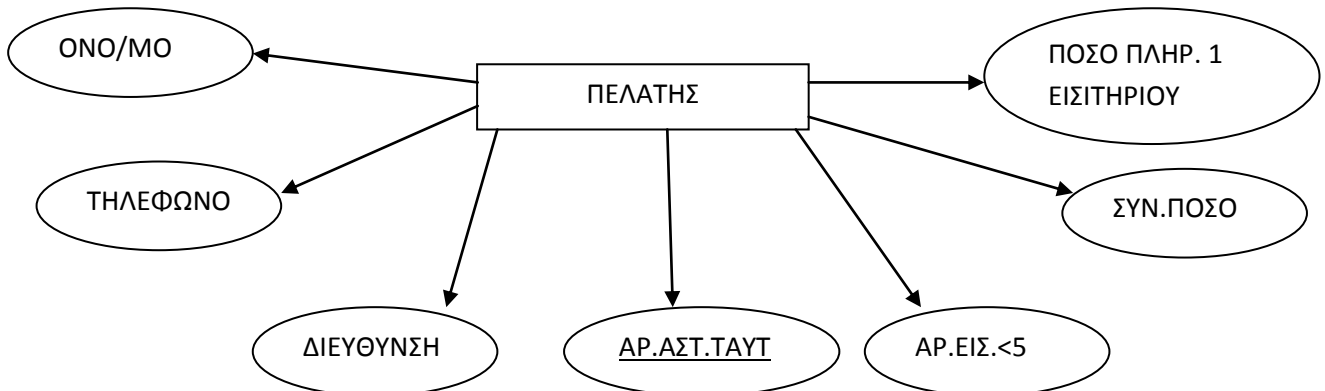 ΟΝΟ/ΜΟ
ΠΕΛΑΤΗΣ
ΠΟΣΟ ΠΛΗΡ. 1
ΕΙΣΙΤΗΡΙΟΥ
ΤΗΛΕΦΩΝΟ
ΣΥΝ.ΠΟΣΟ
ΔΙΕΥΘΥΝΣΗ
ΑΡ.ΑΣΤ.ΤΑΥΤ
ΑΡ.ΕΙΣ.<5